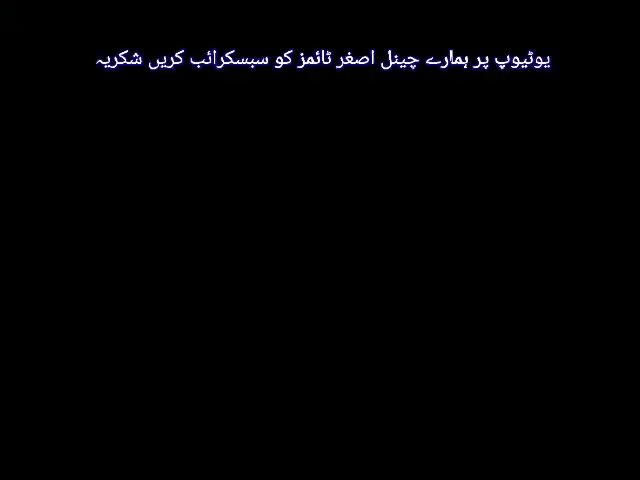 یوٹیوپ پر ہمارے چینل اصغر ٹائمز کو سبسکرائب کریں شکریہ